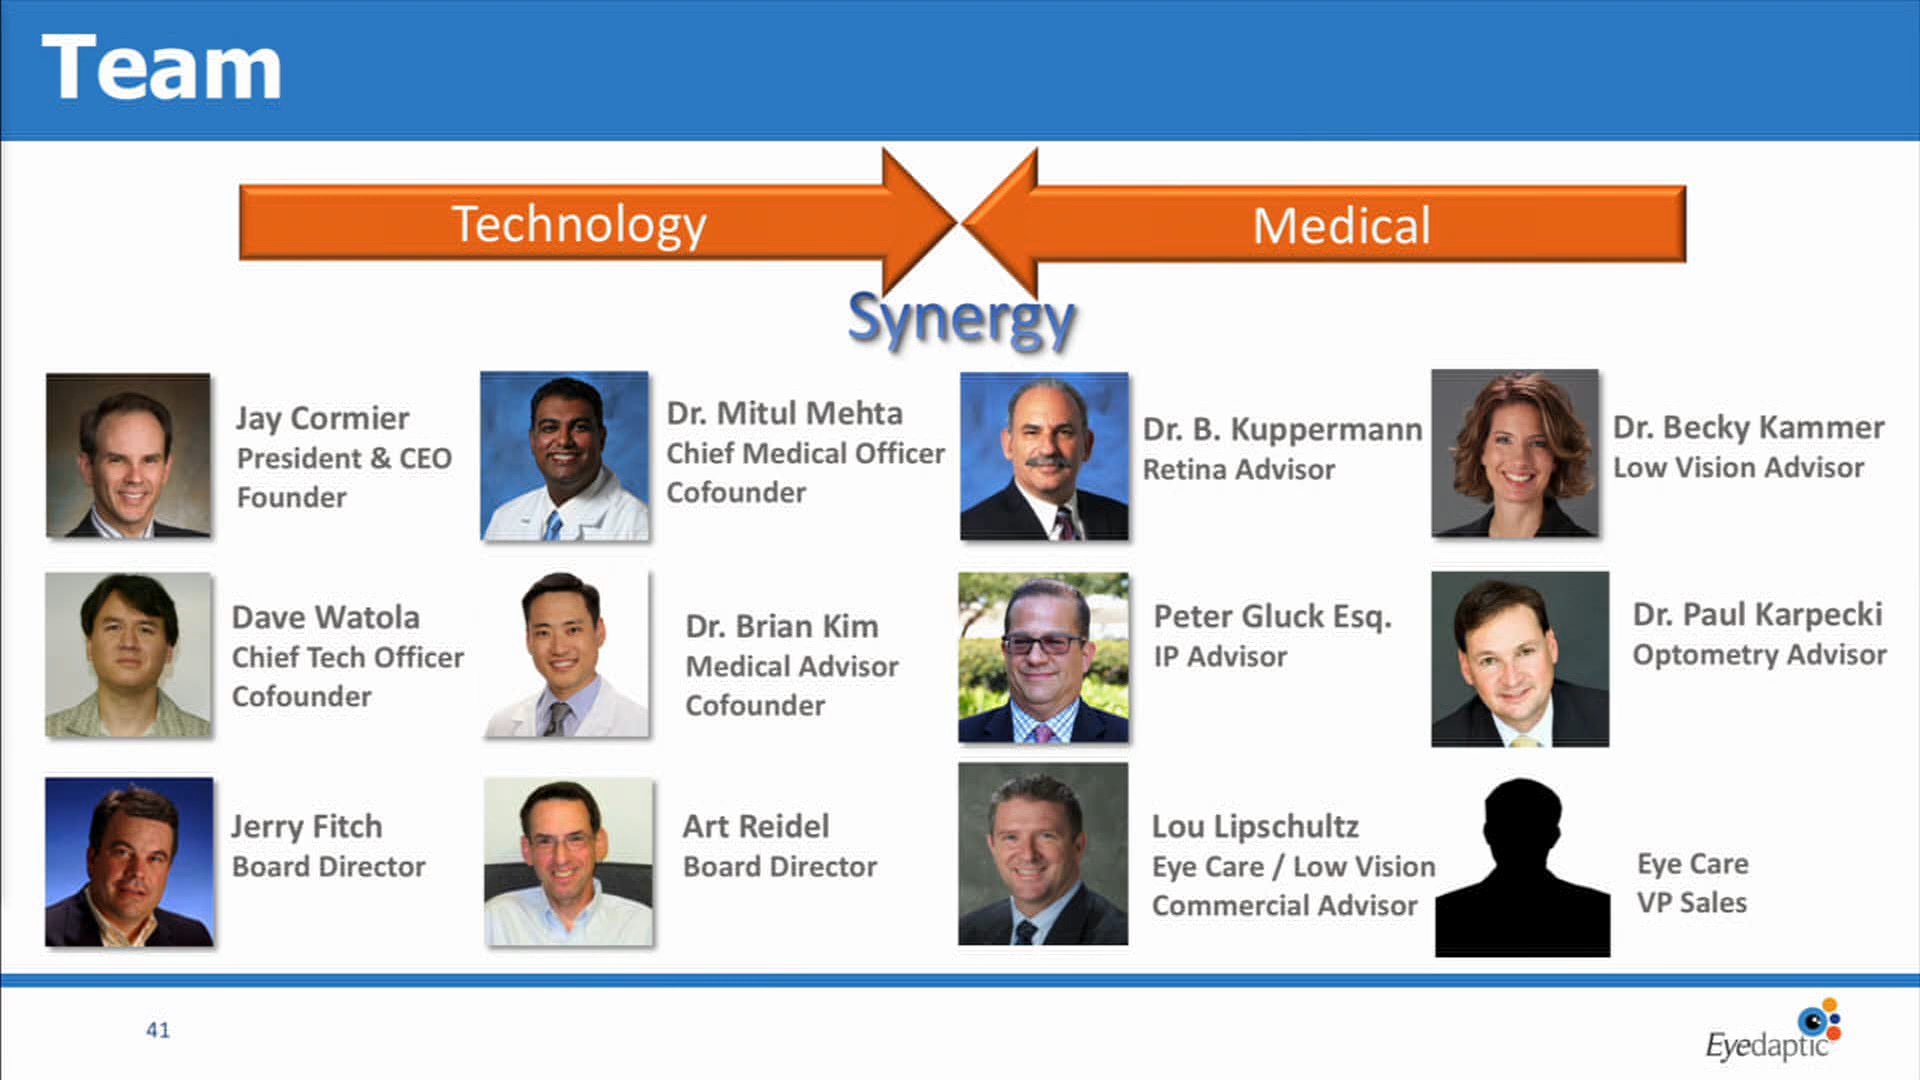 Team
Technology
Medical
Synergy
Jay Cormier
President & CEO
Founder
Dr. Mitul Mehta
Chief Medical Officer
Cofounder
Dr. B. Kuppermann
Retina Advisor
Dr. Becky Kammer
Low Vision Advisor
Dave Watola
Chief Tech Officer
Cofounder
Dr. Brian Kim
Medical Advisor
Cofounder
Peter Gluck Esq.
IP Advisor
Dr. Paul Karpecki
Optometry Advisor
Jerry Fitch
Board Director
Art Reidel
Board Director
Lou Lipschultz
Eye Care / Low Vision
Commercial Advisor
Eye Care
VP Sales
41
Eyedaptic